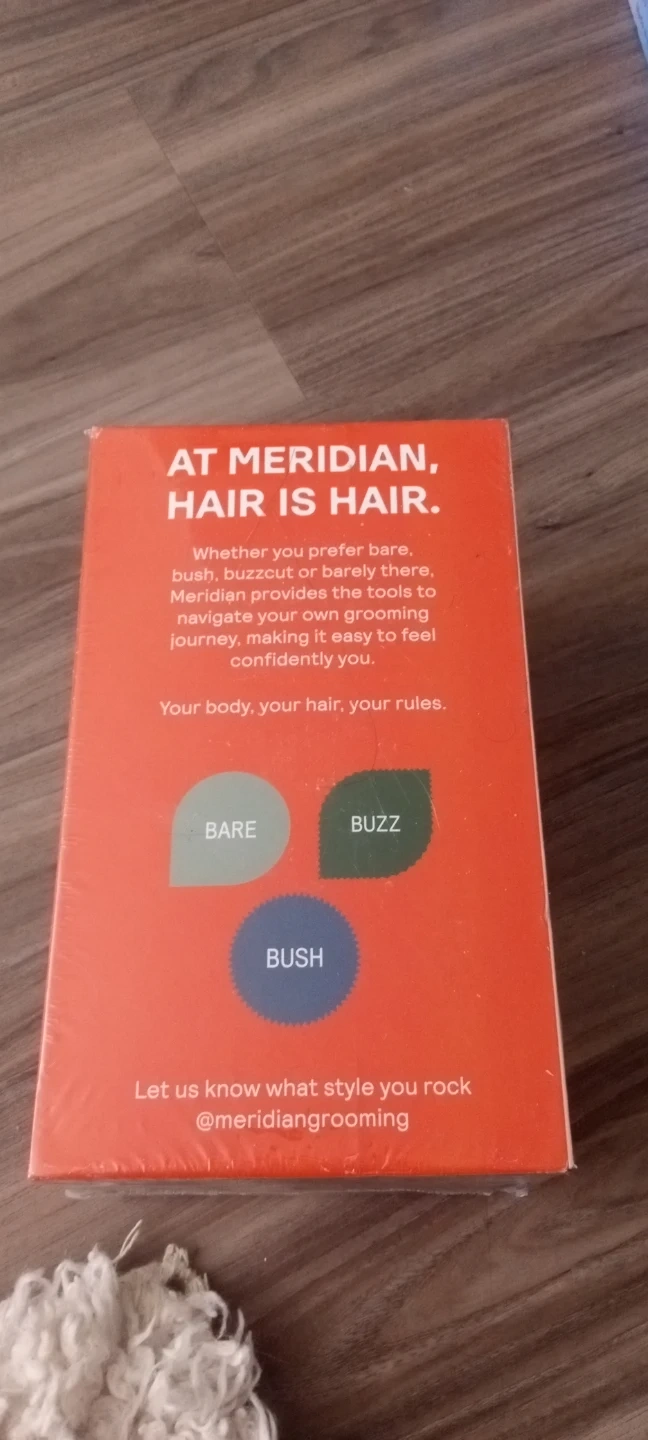 AT MERIDIAN,
HAIR IS HAIR.
Whether you prefer bare,
bush, buzzcut or barely there,
Meridian provides the tools to
navigate your own grooming
journey, making it easy to feel
confidently you.
Your body, your hair, your rules.
BARE
BUZZ
BUSH
Let us know what style you rock
@meridiangrooming